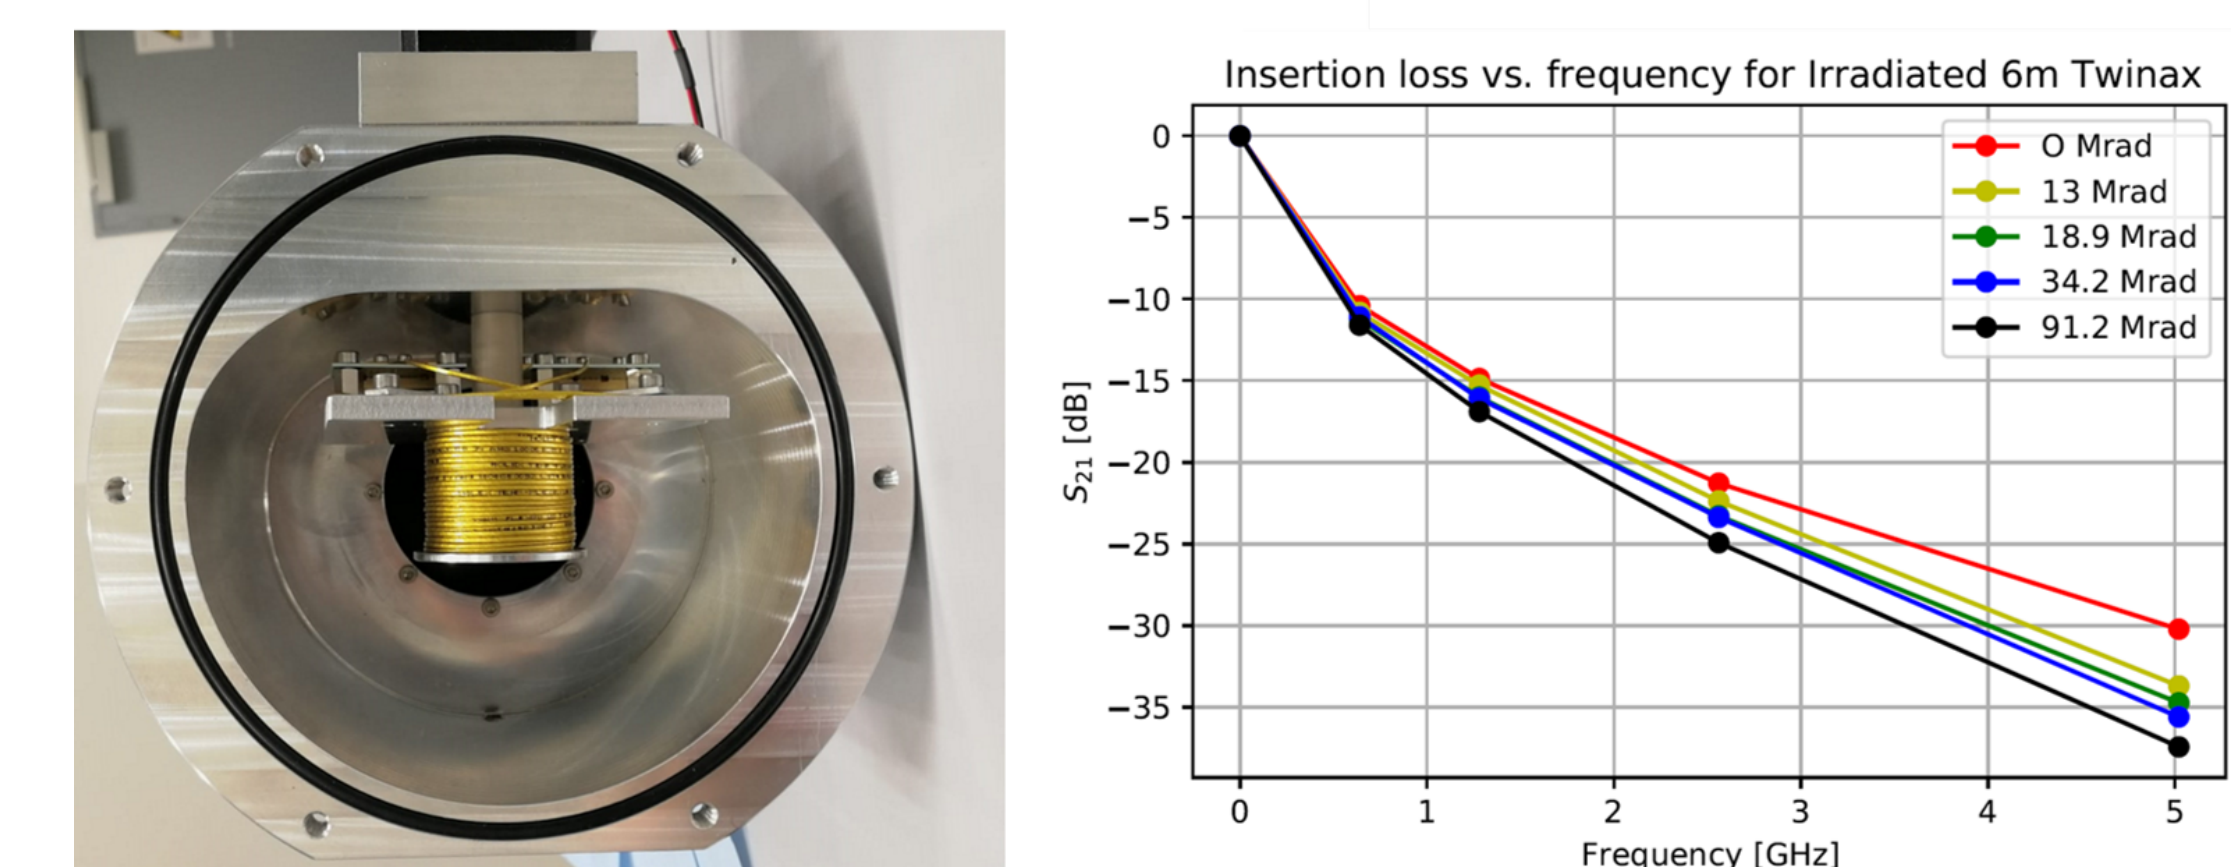 Insertion loss vs. frequency for Irradiated 6m Twinax
O Mrad
13 Mrad
18.9 Mrad
34.2 Mrad
91.2 Mrad
0
−5
−10
−15
−20
−25
−30
−35
S21 [dB]
0 1 2 3 4 5
Frequency [GHz]